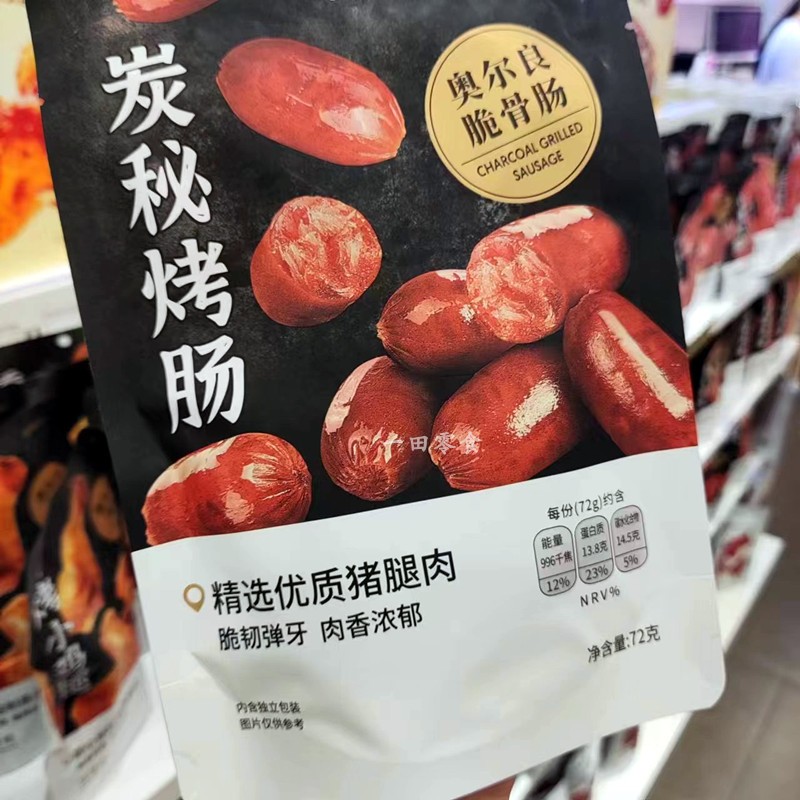 炭秘烤肠
奥尔良
脆骨肠
CHARCOAL GRILLED
SAUSAGE
一田零食
每份(72g)约含
能量 蛋白质 碳水化合物
996千焦 13.8克 14.5克
12% 23% 5%
NRV%
精选优质猪腿肉
脆韧弹牙 肉香浓郁
净含量:72克
内含独立包装
图片仅供参考